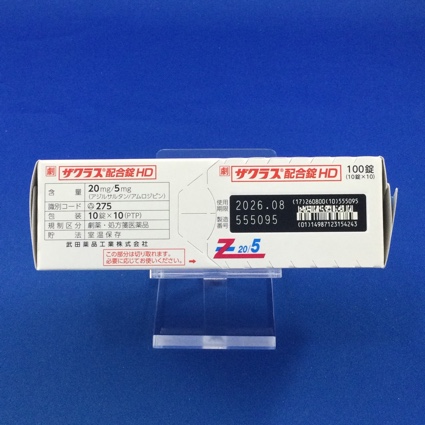 劇 ザクラス®配合錠HD
含量 20mg/5mg
(アジルサルタン/アムロジピン)
識別コード 275
包装 10錠×10(PTP)
規制区分 劇薬・処方箋医薬品
貯法 室温保存
武田薬品工業株式会社
この部分は切り取れます。
必要に応じてお使いください。
劇 ザクラス®配合錠HD 100錠
(10錠×10)
使用期限 2026.08
製造番号 555095
(17)260800(10)555095
(01)14987123154243
Z 20/5